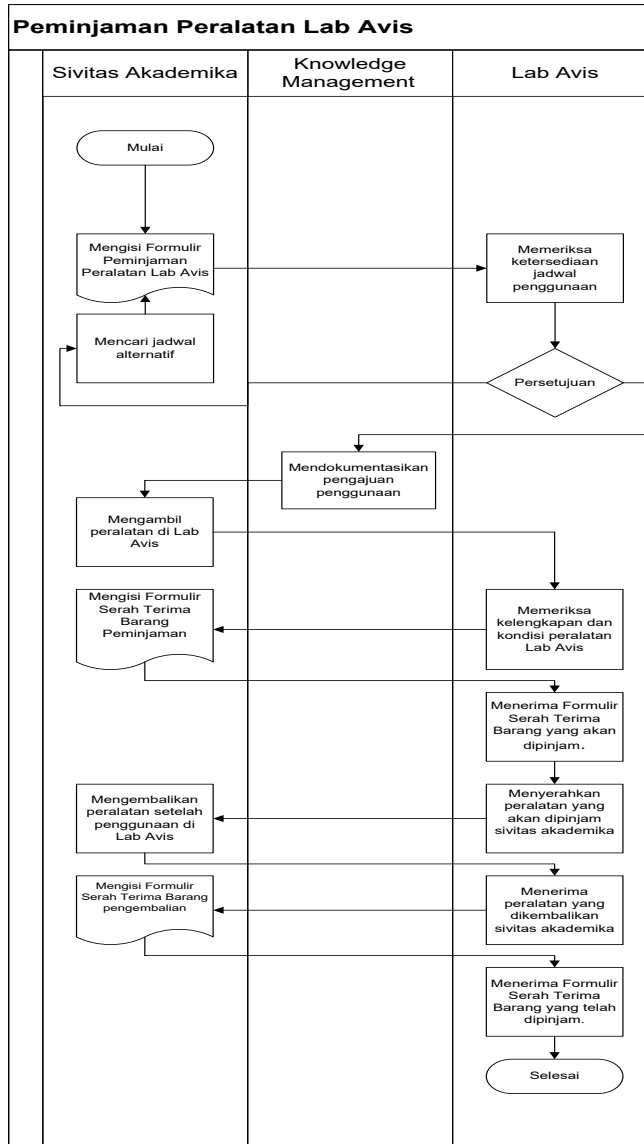 Peminjaman Peralatan Lab Avis
Sivitas Akademika
Knowledge
Management
Lab Avis
Mulai
Mengisi Formulir
Peminjaman
Peralatan Lab Avis
Memeriksa
ketersediaan
jadwal
penggunaan
Mencari jadwal
alternatif
Persetujuan
Mendokumentasikan
pengajuan
penggunaan
Mengambil
peralatan di Lab
Avis
Mengisi Formulir
Serah Terima
Barang
Peminjaman
Memeriksa
kelengkapan dan
kondisi peralatan
Lab Avis
Menerima Formulir
Serah Terima
Barang yang akan
dipinjam.
Menyerahkan
peralatan yang
akan dipinjam
sivitas akademika
Mengembalikan
peralatan setelah
penggunaan di
Lab Avis
Menerima
peralatan yang
dikembalikan
sivitas akademika
Mengisi Formulir
Serah Terima Barang
pengembalian
Menerima Formulir
Serah Terima
Barang yang telah
dipinjam.
Selesai